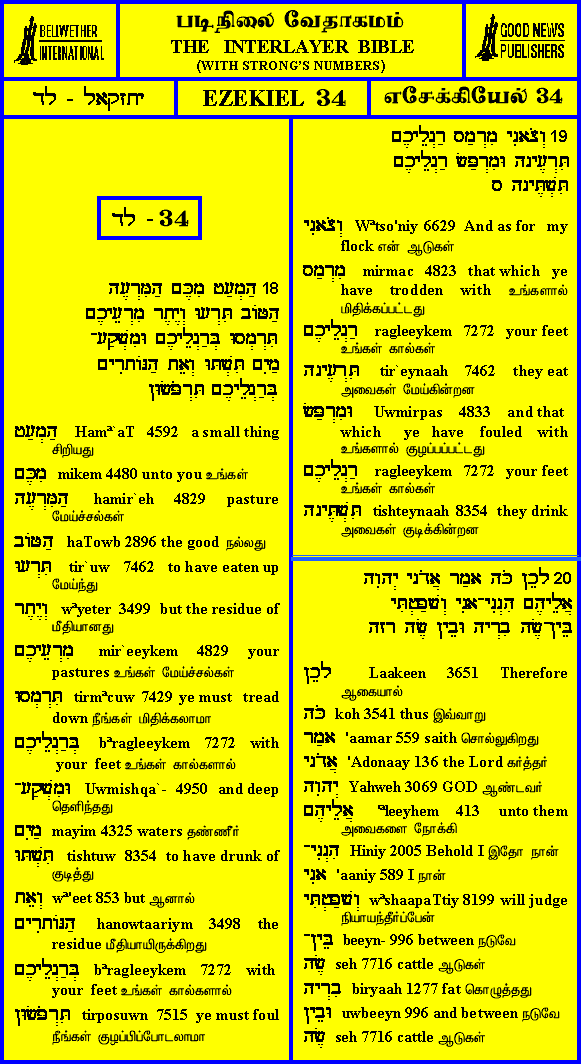 BELLWETHER
INTERNATIONAL
படிநிலை வேதாகமம்
THE INTERLAYER BIBLE
(WITH STRONG'S NUMBERS)
GOOD NEWS
PUBLISHERS
יחזקאל - לד
EZEKIEL 34
எசேக்கியேல் 34
לד - 34
18 הַמְעַט מִכֶּם הַמִּרְעֶה
הַטּוֹב תִּרְעוּ וְיֶתֶר מִרְעֵיכֶם
תִּרְמְסוּ בְּרַגְלֵיכֶם וּמִשְׁקַע־
מַיִם תִּשְׁתּוּ וְאֵת הַנּוֹתָרִים
בְּרַגְלֵיכֶם תִּרְפֹּשׂוּן
הַמְעַט Hamª`aT 4592 a small thing
சிறியது
מִכֶּם mikem 4480 unto you உங்கள்
הַמִּרְעֶה hamir`eh 4829 pasture
மேய்ச்சல்கள்
הַטּוֹב haTowb 2896 the good நல்லது
תִּרְעוּ tir`uw 7462 to have eaten up
மேய்ந்து
וְיֶתֶר wªyeter 3499 but the residue of
மீதியானது
מִרְעֵיכֶם mir`eeykem 4829 your
pastures உங்கள் மேய்ச்சல்கள்
תִּרְמְסוּ tirmªcuw 7429 ye must tread
down நீங்கள் மிதிக்கலாமா
בְּרַגְלֵיכֶם bªragleeykem 7272 with
your feet உங்கள் கால்களால்
וּמִשְׁקַע־ Uwmishqa`- 4950 and deep
தெளிந்தது
מַיִם mayim 4325 waters தண்ணீர்
תִּשְׁתּוּ tishtuw 8354 to have drunk of
குடித்து
וְאֵת wª'eet 853 but ஆனால்
הַנּוֹתָרִים hanowtaariym 3498 the
residue மீதியாயிருக்கிறது
בְּרַגְלֵיכֶם bªragleeykem 7272 with
your feet உங்கள் கால்களால்
תִּרְפֹּשׂוּן tirposuwn 7515 ye must foul
நீங்கள் குழப்பிப்போடலாமா
19 וְצֹאנִי מִרְמַס רַגְלֵיכֶם
תִּרְעֶינָה וּמִרְפַּשׂ רַגְלֵיכֶם
תִּשְׁתֶּינָה ס
וְצֹאנִי Wªtso'niy 6629 And as for my
flock என் ஆடுகள்
מִרְמַס mirmac 4823 that which ye
have trodden with உங்களால்
மிதிக்கப்பட்டது
רַגְלֵיכֶם ragleeykem 7272 your feet
உங்கள் கால்கள்
תִּרְעֶינָה tir`eynaah 7462 they eat
அவைகள் மேய்கின்றன
וּמִרְפַּשׂ Uwmirpas 4833 and that
which ye have fouled with
உங்களால் குழப்பப்பட்டது
רַגְלֵיכֶם ragleeykem 7272 your feet
உங்கள் கால்கள்
תִּשְׁתֶּינָה tishteynaah 8354 they drink
அவைகள் குடிக்கின்றன
20 לָכֵן כֹּה אָמַר אֲדֹנָי יְהוִה
אֲלֵיהֶם הִנְנִי־אָנִי וְשָׁפַטְתִּי
בֵּין־שֶׂה בִרְיָה וּבֵין שֶׂה רזה
לָכֵן Laakeen 3651 Therefore
ஆகையால்
כֹּה koh 3541 thus இவ்வாறு
אָמַר 'aamar 559 saith சொல்லுகிறது
אֲדֹנָי 'Adonaay 136 the Lord கர்த்தர்
יְהוִה Yahweh 3069 GOD ஆண்டவர்
אֲלֵיהֶם ªleeyhem 413 unto them
அவைகளை நோக்கி
הִנְנִי־ Hiniy 2005 Behold I இதோ நான்
אָנִי 'aaniy 589 I நான்
וְשָׁפַטְתִּי wªshaapaTtiy 8199 will judge
நியாயந்தீர்ப்பேன்
בֵּין־ beeyn- 996 between நடுவே
שֶׂה seh 7716 cattle ஆடுகள்
בִרְיָה biryaah 1277 fat கொழுத்தது
וּבֵין uwbeeyn 996 and between நடுவே
שֶׂה seh 7716 cattle ஆடுகள்